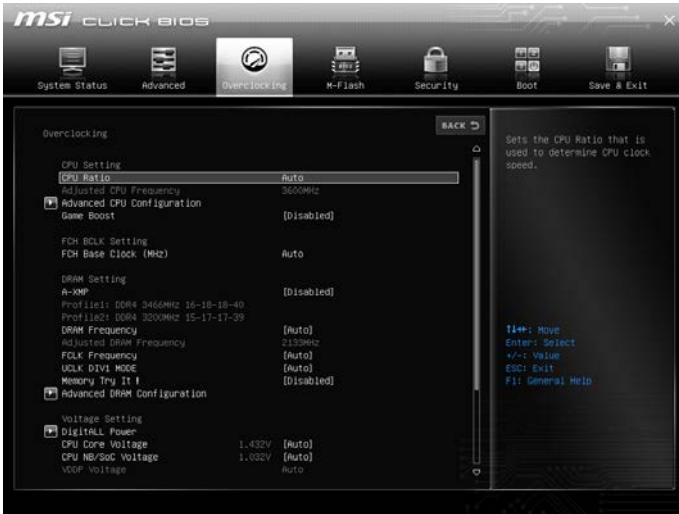 msi CLICK BIOS
System Status Advanced Overclocking M-Flash Security Boot Save & Exit
Overclocking
BACK
CPU Setting
CPU Ratio Auto
Adjusted CPU Frequency 3600MHz
Advanced CPU Configuration
Game Boost [Disabled]
FCH BCLK Setting
FCH Base Clock (MHz) Auto
DRAM Setting
A-XMP [Disabled]
Profile1: DDR4 3466MHz 16-18-18-40
Profile2: DDR4 3200MHz 15-17-17-39
DRAM Frequency [Auto]
Adjusted DRAM Frequency 2133MHz
FCLK Frequency [Auto]
UCLK DIV1 MODE [Auto]
Memory Try It ! [Disabled]
Advanced DRAM Configuration
Voltage Setting
DigitALL Power
CPU Core Voltage 1.432V [Auto]
CPU NB/SoC Voltage 1.032V [Auto]
VDDP Voltage Auto
Sets the CPU Ratio that is
used to determine CPU clock
speed.
↑↓→←: Move
Enter: Select
+/-: Value
ESC: Exit
F1: General Help